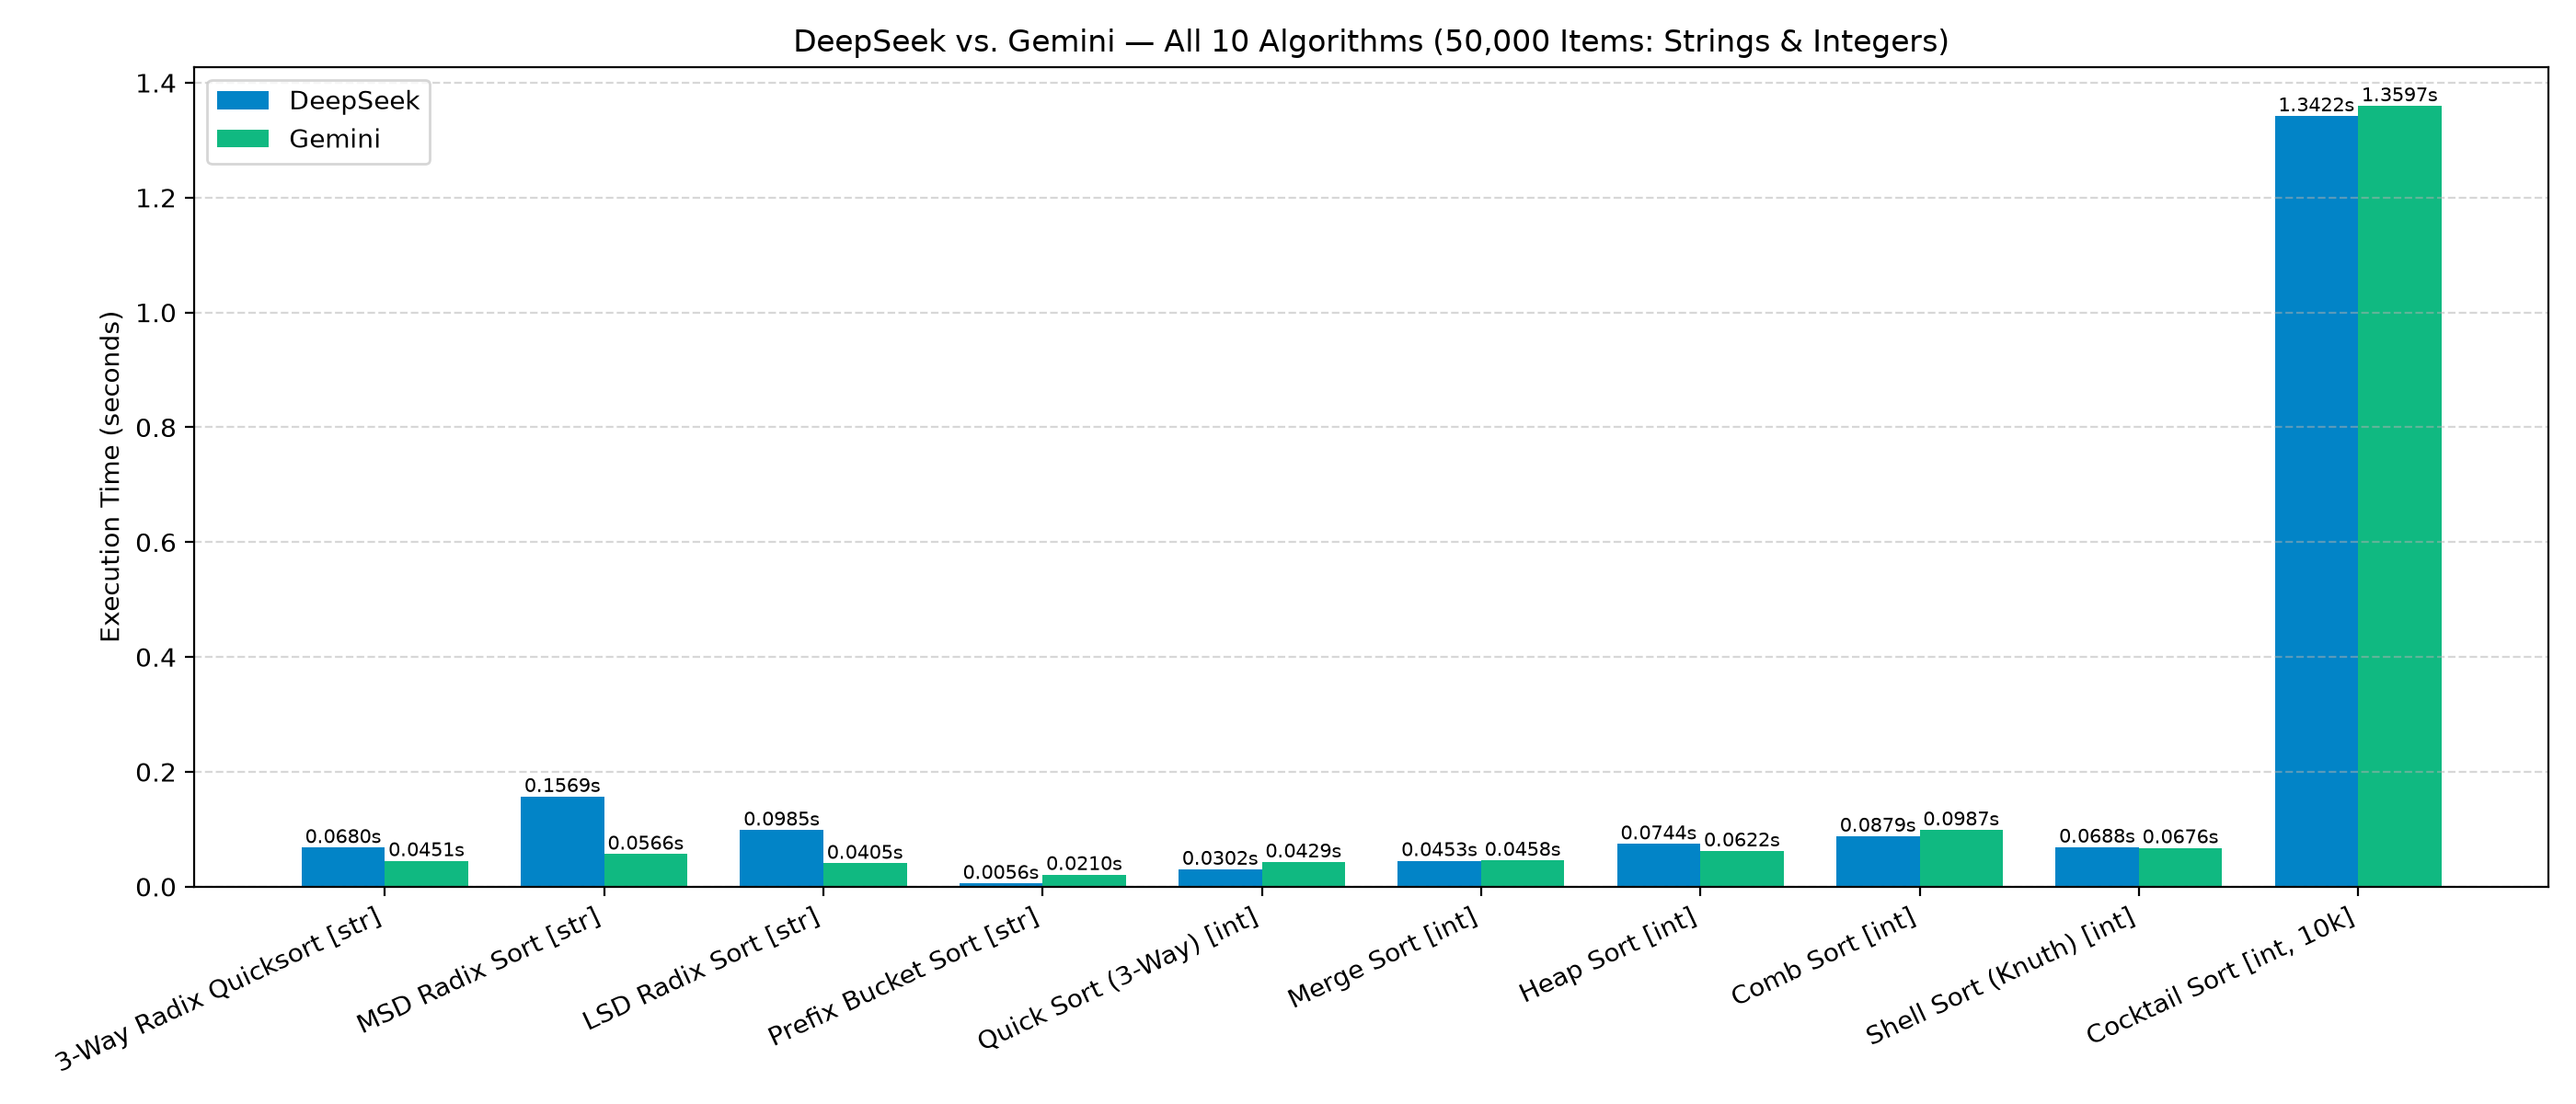 DeepSeek vs. Gemini — All 10 Algorithms (50,000 Items: Strings & Integers)
DeepSeek
Gemini
Execution Time (seconds)
1.4
1.2
1.0
0.8
0.6
0.4
0.2
0.0
0.0680s
0.0451s
0.1569s
0.0566s
0.0985s
0.0405s
0.0056s
0.0210s
0.0302s
0.0429s
0.0453s
0.0458s
0.0744s
0.0622s
0.0879s
0.0987s
0.0688s
0.0676s
1.3422s
1.3597s
3-Way Radix Quicksort [str]
MSD Radix Sort [str]
LSD Radix Sort [str]
Prefix Bucket Sort [str]
Quick Sort (3-Way) [int]
Merge Sort [int]
Heap Sort [int]
Comb Sort [int]
Shell Sort (Knuth) [int]
Cocktail Sort [int, 10k]